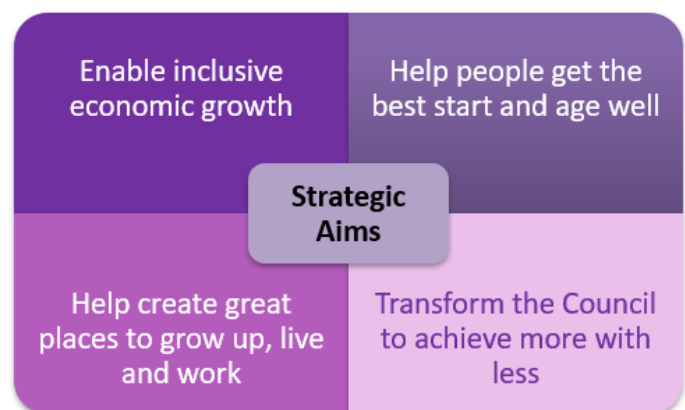 Enable inclusive
economic growth
Help people get the
best start and age well
Strategic
Aims
Help create great
places to grow up, live
and work
Transform the Council
to achieve more with
less